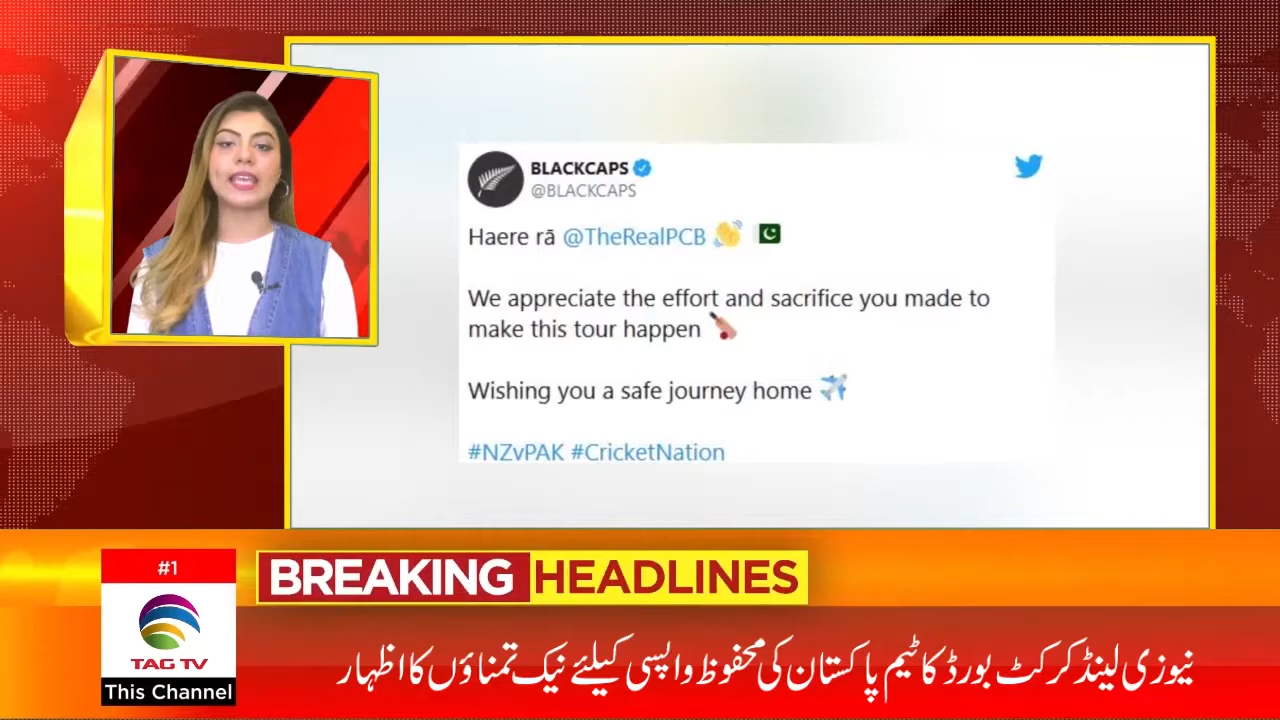 BLACKCAPS
@BLACKCAPS
Haere rā @TheRealPCB
We appreciate the effort and sacrifice you made to
make this tour happen
Wishing you a safe journey home
#NZvPAK #CricketNation
#1
TAG TV
This Channel
BREAKING HEADLINES
نیوزی لینڈ کرکٹ بورڈ کا ٹیم پاکستان کی محفوظ واپسی کیلئے نیک تمناؤں کا اظہار